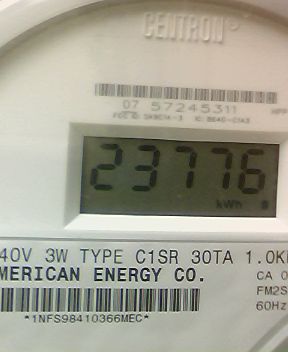 CENTRON®
07 57245311
23776
kWh
40V 3W TYPE C1SR 30TA 1.0K
MERICAN ENERGY CO.
CA 0
FM2S
60Hz
*1NFS98410366MEC*